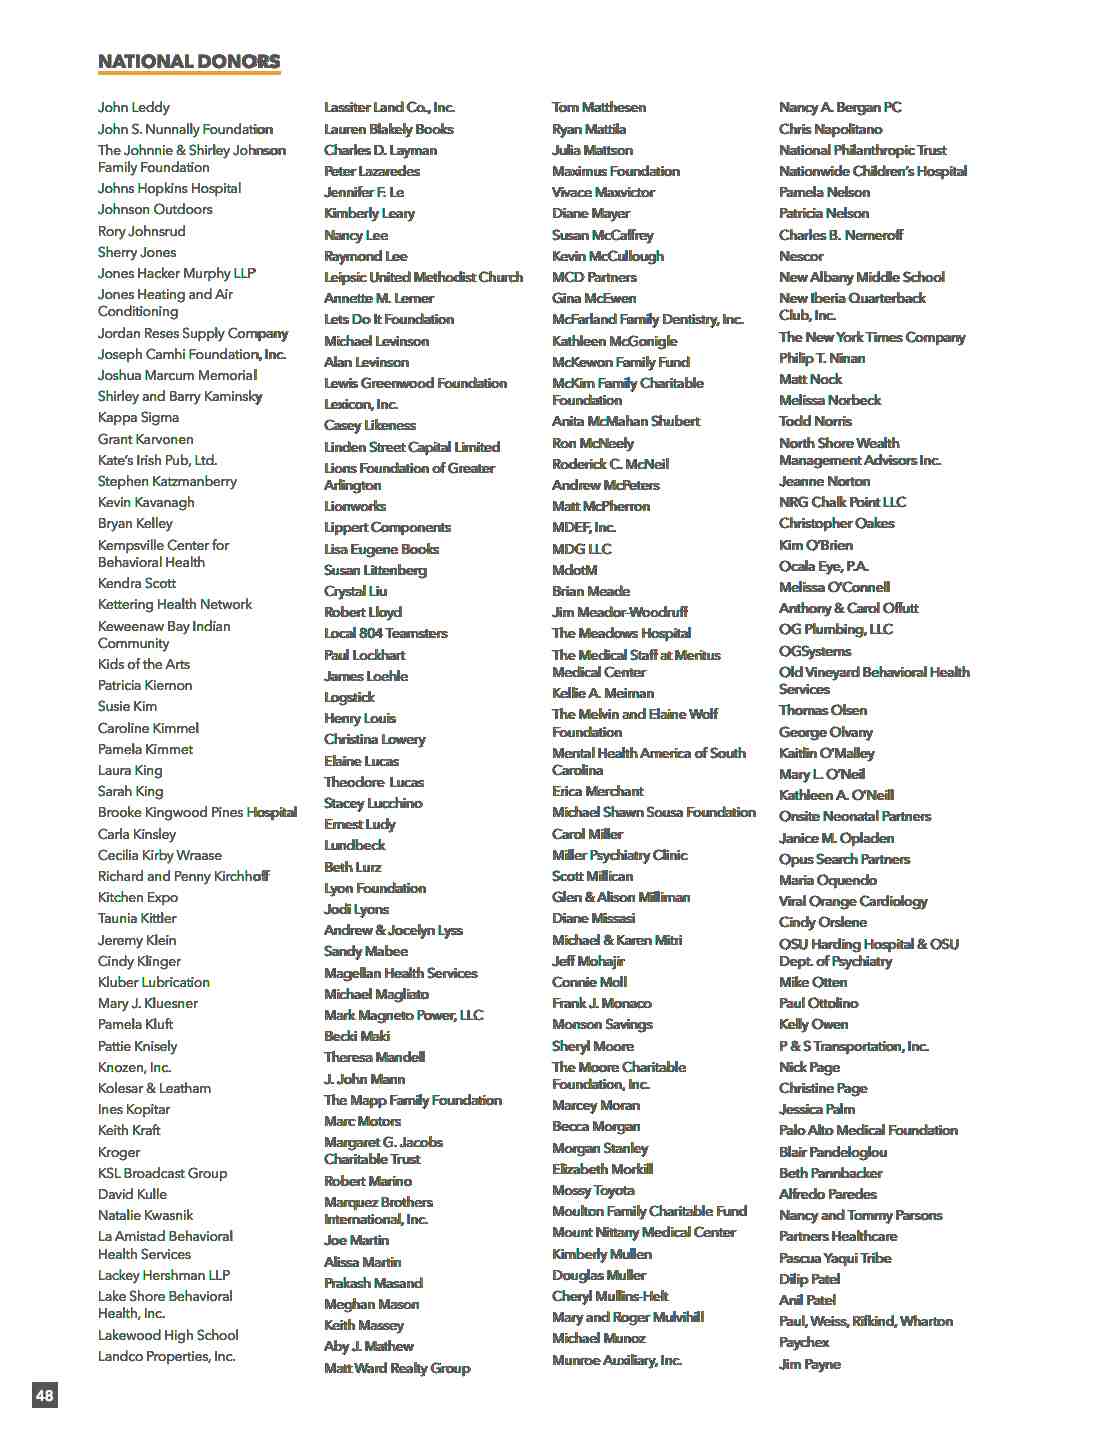 NATIONAL DONORS
John Leddy
John S. Nunnally Foundation
The Johnnie & Shirley Johnson
Family Foundation
Johns Hopkins Hospital
Johnson Outdoors
Rory Johnsrud
Sherry Jones
Jones Hacker Murphy LLP
Jones Heating and Air
Conditioning
Jordan Reses Supply Company
Joseph Camhi Foundation, Inc.
Joshua Marcum Memorial
Shirley and Barry Kaminsky
Kappa Sigma
Grant Karvonen
Kate's Irish Pub, Ltd.
Stephen Katzmanberry
Kevin Kavanagh
Bryan Kelley
Kempsville Center for
Behavioral Health
Kendra Scott
Kettering Health Network
Keweenaw Bay Indian
Community
Kids of the Arts
Patricia Kiernon
Susie Kim
Caroline Kimmel
Pamela Kimmet
Laura King
Sarah King
Brooke Kingwood Pines Hospital
Carla Kinsley
Cecilia Kirby Wraase
Richard and Penny Kirchhoff
Kitchen Expo
Taunia Kittler
Jeremy Klein
Cindy Klinger
Kluber Lubrication
Mary J. Kluesner
Pamela Kluft
Pattie Knisely
Knozen, Inc.
Kolesar & Leatham
Ines Kopitar
Keith Kraft
Kroger
KSL Broadcast Group
David Kulle
Natalie Kwasnik
La Amistad Behavioral
Health Services
Lackey Hershman LLP
Lake Shore Behavioral
Health, Inc.
Lakewood High School
Landco Properties, Inc.
Lassiter Land Co., Inc.
Lauren Blakely Books
Charles D. Layman
Peter Lazaredes
Jennifer F. Le
Kimberly Leary
Nancy Lee
Raymond Lee
Leipsic United Methodist Church
Annette M. Lerner
Lets Do It Foundation
Michael Levinson
Alan Levinson
Lewis Greenwood Foundation
Lexicon, Inc.
Casey Likeness
Linden Street Capital Limited
Lions Foundation of Greater
Arlington
Lionworks
Lippert Components
Lisa Eugene Books
Susan Littenberg
Crystal Liu
Robert Lloyd
Local 804 Teamsters
Paul Lockhart
James Loehle
Logstick
Henry Louis
Christina Lowery
Elaine Lucas
Theodore Lucas
Stacey Lucchino
Ernest Ludy
Lundbeck
Beth Lurz
Lyon Foundation
Jodi Lyons
Andrew & Jocelyn Lyss
Sandy Mabee
Magellan Health Services
Michael Magliato
Mark Magneto Power, LLC
Becki Maki
Theresa Mandell
J. John Mann
The Mapp Family Foundation
Marc Motors
Margaret G. Jacobs
Charitable Trust
Robert Marino
Marquez Brothers
International, Inc.
Joe Martin
Alissa Martin
Prakash Masand
Meghan Mason
Keith Massey
Aby J. Mathew
Matt Ward Realty Group
Tom Matthesen
Ryan Mattila
Julia Mattson
Maximus Foundation
Vivace Maxvictor
Diane Mayer
Susan McCaffrey
Kevin McCullough
MCD Partners
Gina McEwen
McFarland Family Dentistry, Inc.
Kathleen McGonigle
McKewon Family Fund
McKim Family Charitable
Foundation
Anita McMahan Shubert
Ron McNeely
Roderick C. McNeil
Andrew McPeters
Matt McPherron
MDEF, Inc.
MDG LLC
MdotM
Brian Meade
Jim Meador-Woodruff
The Meadows Hospital
The Medical Staff at Meritus
Medical Center
Kellie A. Meiman
The Melvin and Elaine Wolf
Foundation
Mental Health America of South
Carolina
Erica Merchant
Michael Shawn Sousa Foundation
Carol Miller
Miller Psychiatry Clinic
Scott Millican
Glen & Alison Milliman
Diane Missasi
Michael & Karen Mitri
Jeff Mohajir
Connie Moll
Frank J. Monaco
Monson Savings
Sheryl Moore
The Moore Charitable
Foundation, Inc.
Marcey Moran
Becca Morgan
Morgan Stanley
Elizabeth Morkill
Mossy Toyota
Moulton Family Charitable Fund
Mount Nittany Medical Center
Kimberly Mullen
Douglas Muller
Cheryl Mullins-Helt
Mary and Roger Mulvihill
Michael Munoz
Munroe Auxiliary, Inc.
Nancy A. Bergan PC
Chris Napolitano
National Philanthropic Trust
Nationwide Children's Hospital
Pamela Nelson
Patricia Nelson
Charles B. Nemeroff
Nescor
New Albany Middle School
New Iberia Quarterback
Club, Inc.
The New York Times Company
Philip T. Ninan
Matt Nock
Melissa Norbeck
Todd Norris
North Shore Wealth
Management Advisors Inc.
Jeanne Norton
NRG Chalk Point LLC
Christopher Oakes
Kim O'Brien
Ocala Eye, P.A.
Melissa O'Connell
Anthony & Carol Offutt
OG Plumbing, LLC
OGSystems
Old Vineyard Behavioral Health
Services
Thomas Olsen
George Olvany
Kaitlin O'Malley
Mary L. O'Neil
Kathleen A. O'Neill
Onsite Neonatal Partners
Janice M. Opladen
Opus Search Partners
Maria Oquendo
Viral Orange Cardiology
Cindy Orslene
OSU Harding Hospital & OSU
Dept. of Psychiatry
Mike Otten
Paul Ottolino
Kelly Owen
P & S Transportation, Inc.
Nick Page
Christine Page
Jessica Palm
Palo Alto Medical Foundation
Blair Pandeloglou
Beth Pannbacker
Alfredo Paredes
Nancy and Tommy Parsons
Partners Healthcare
Pascua Yaqui Tribe
Dilip Patel
Anil Patel
Paul, Weiss, Rifkind, Wharton
Paychex
Jim Payne
48